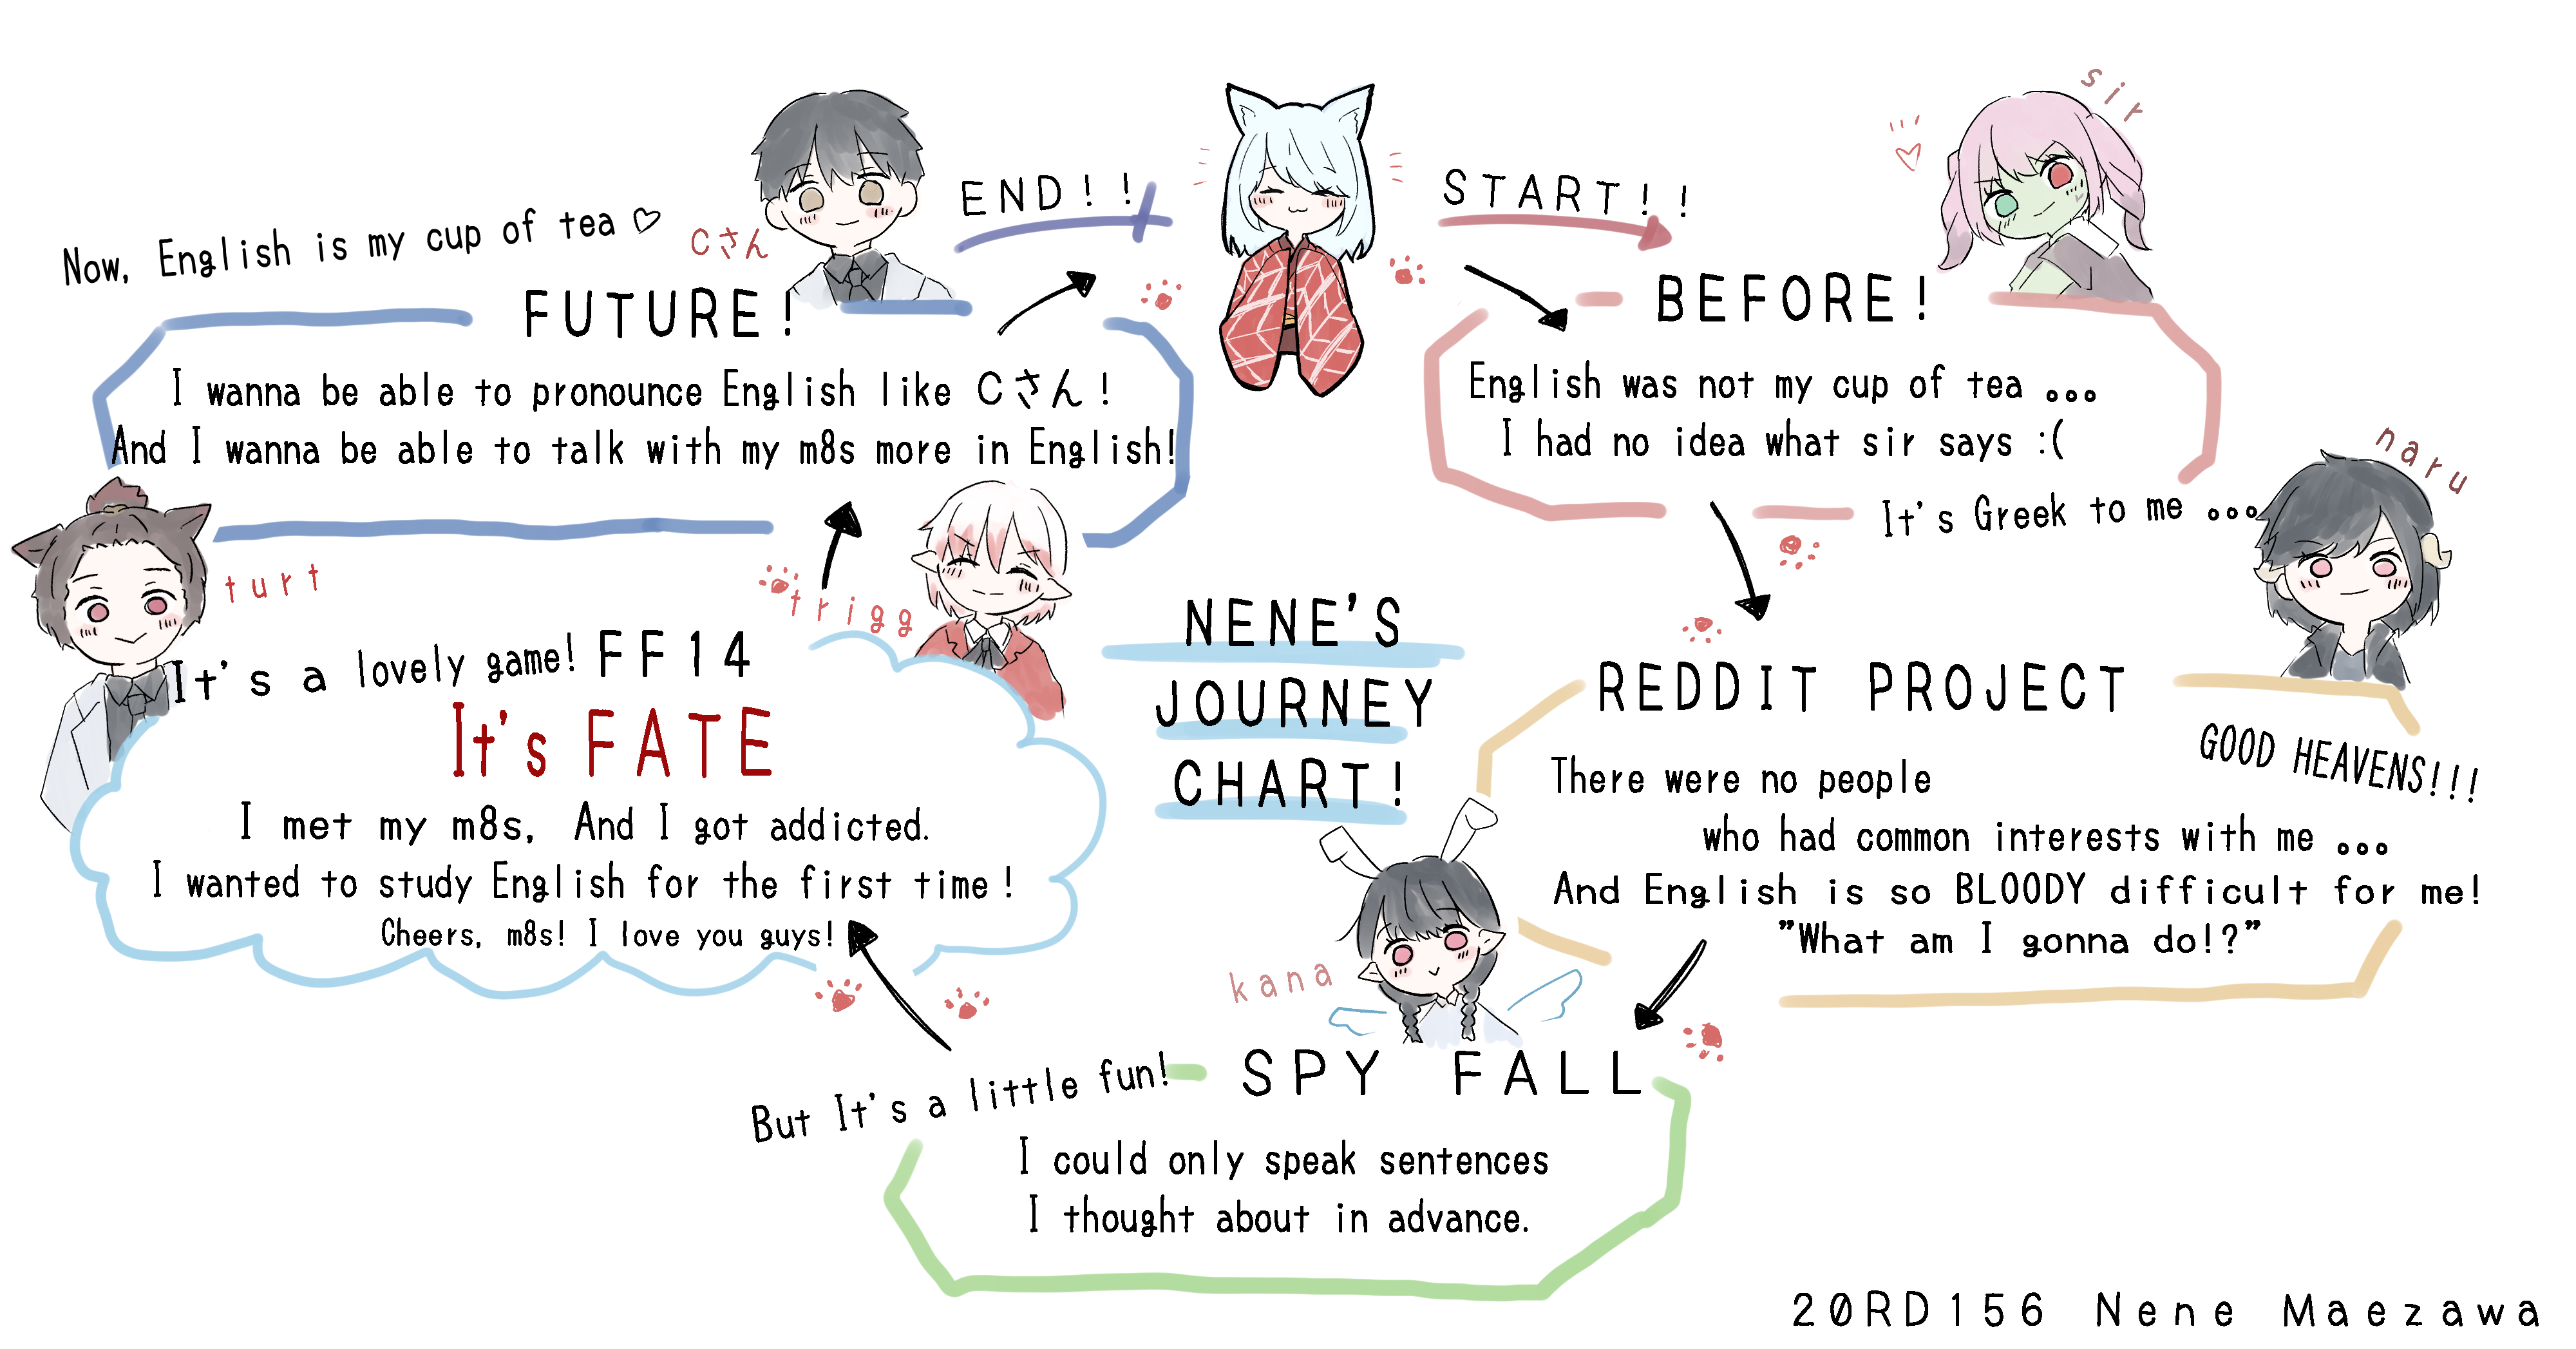 NENE'S
JOURNEY
CHART!
START!!
sir
BEFORE!
English was not my cup of tea ...
I had no idea what sir says :(
It's Greek to me ...
naru
REDDIT PROJECT
GOOD HEAVENS!!!
There were no people
who had common interests with me ...
And English is so BLOODY difficult for me!
"What am I gonna do!?"
kana
SPY FALL
But It's a little fun!
I could only speak sentences
I thought about in advance.
turt
trigg
It's a lovely game! FF14
It's FATE
I met my m8s, And I got addicted.
I wanted to study English for the first time!
Cheers, m8s! I love you guys!
Now, English is my cup of tea ♡
Cさん
FUTURE!
I wanna be able to pronounce English like Cさん!
And I wanna be able to talk with my m8s more in English!
END!!
20RD156 Nene Maezawa